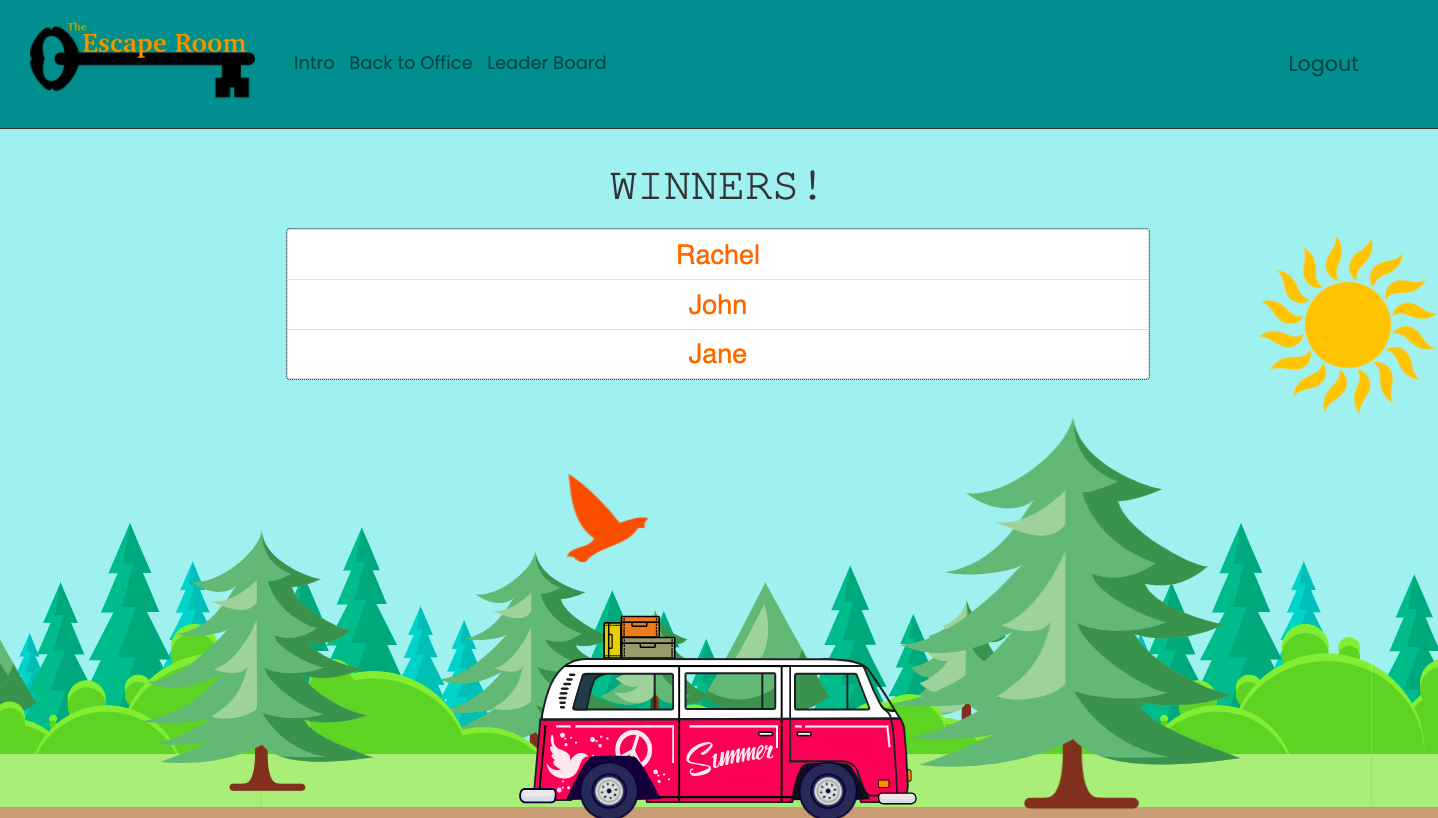 The
Escape Room
Intro Back to Office Leader Board
Logout
WINNERS!
Rachel
John
Jane
Summer